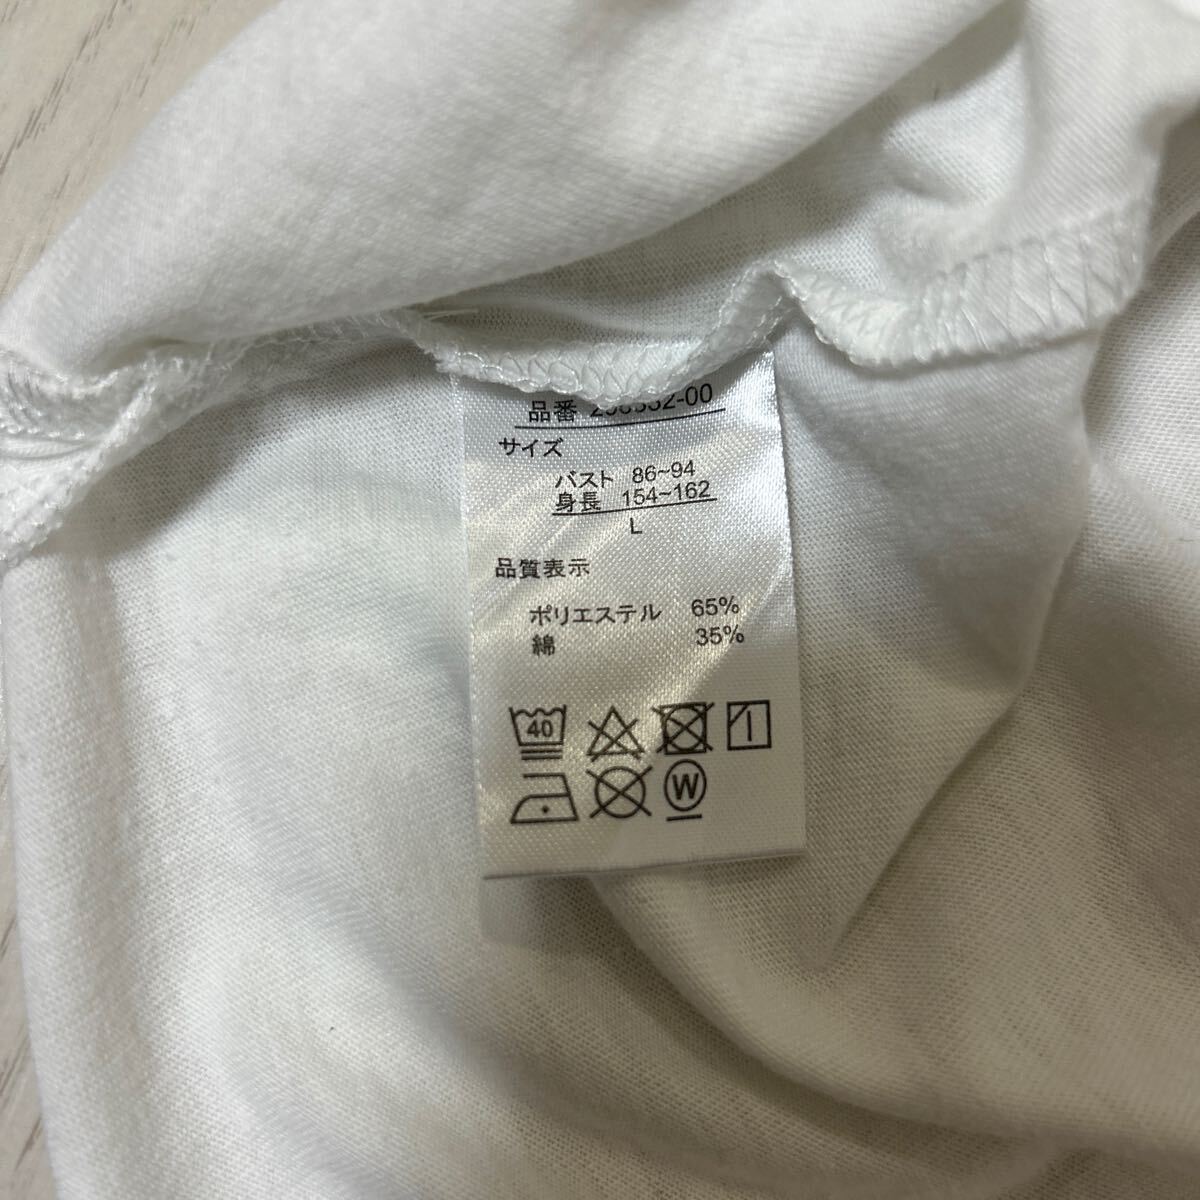 品番
サイズ
バスト 86~94
身長 154~162
L
品質表示
ポリエステル 65%
綿 35%
40
W